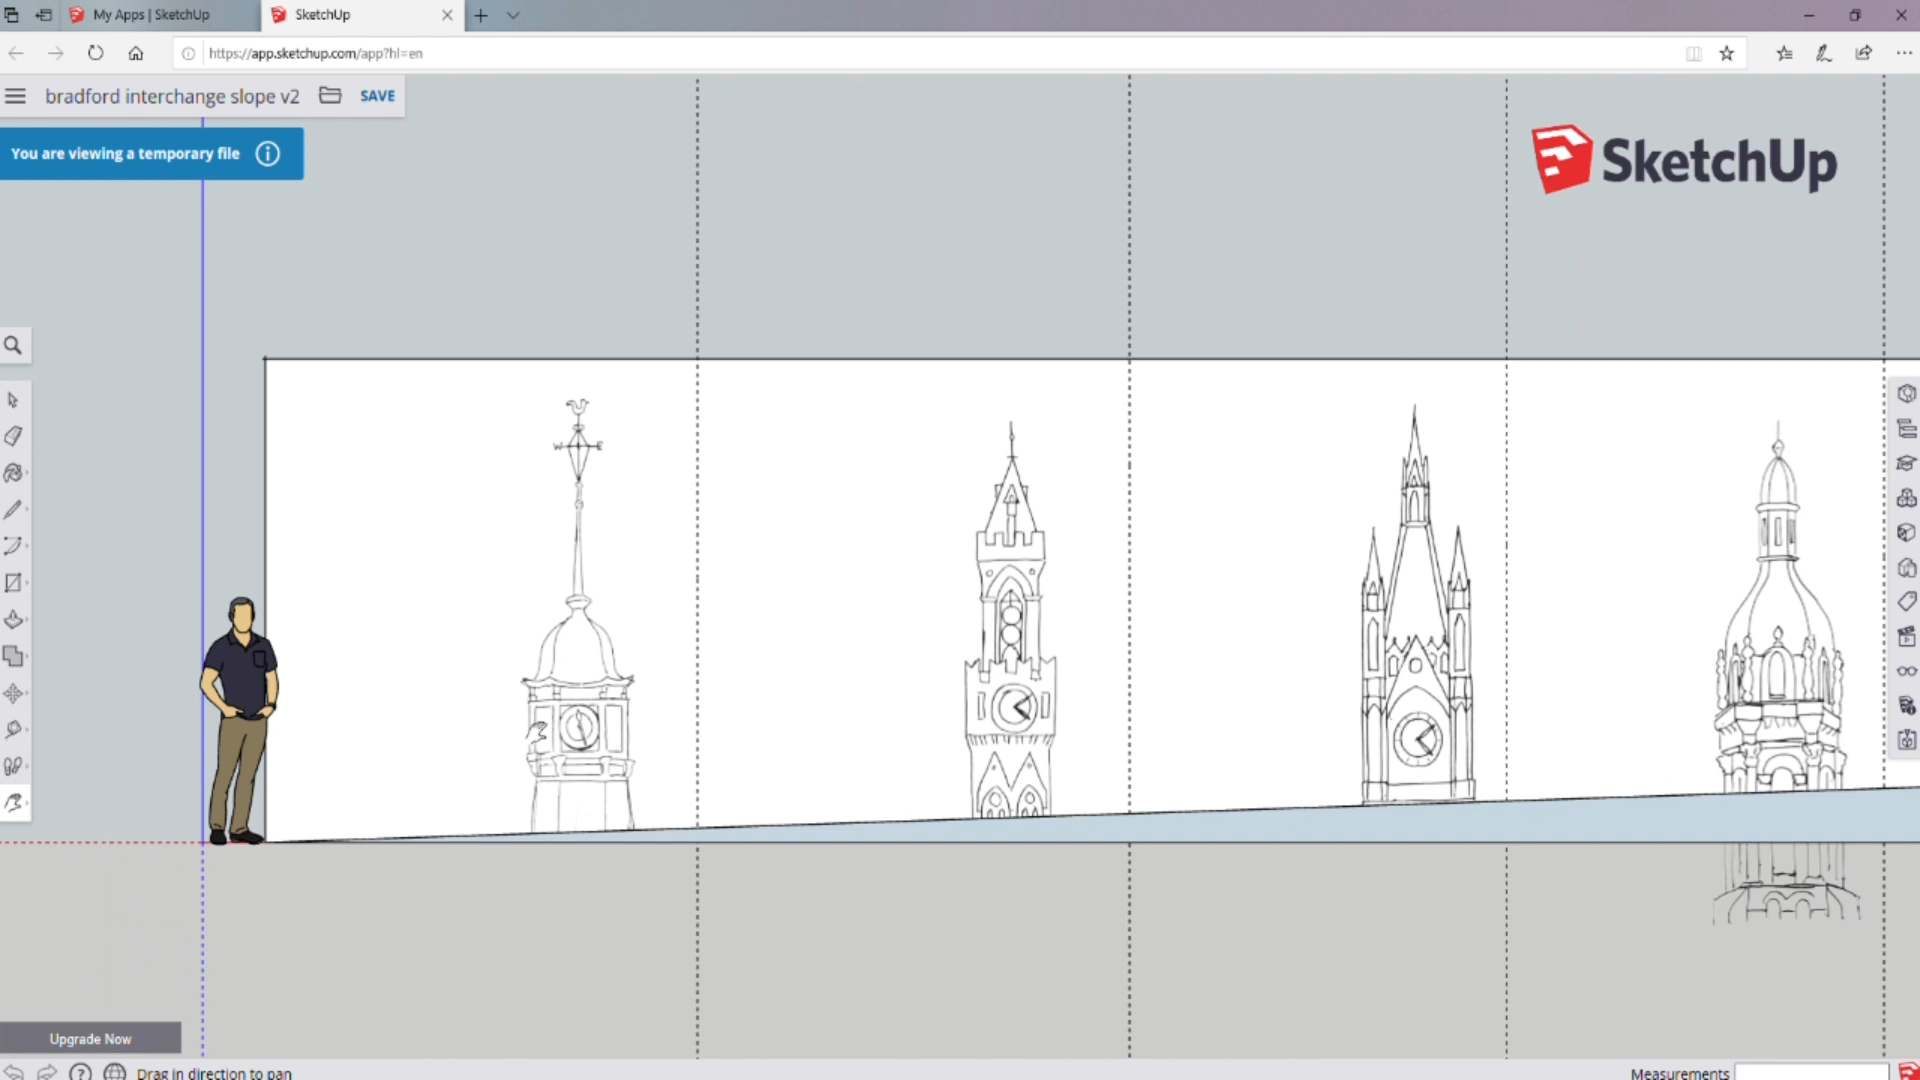 My Apps | SketchUp
SketchUp
https://app.sketchup.com/app?hl=en
bradford interchange slope v2
SAVE
You are viewing a temporary file
SketchUp
W E
Upgrade Now
Drag in direction to pan
Measurements